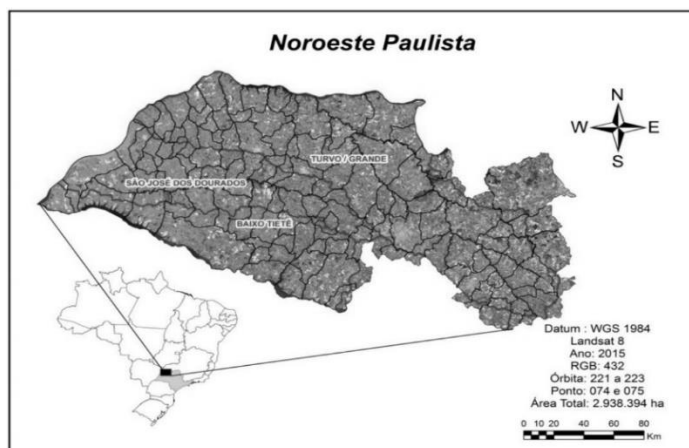 Noroeste Paulista
N
W E
S
TURVO / GRANDE
SÃO JOSÉ DOS DOURADOS
BAIXO TIETÊ
Datum : WGS 1984
Landsat 8
Ano: 2015
RGB: 432
Órbita: 221 a 223
Ponto: 074 e 075
Área Total: 2.938.394 ha
0 10 20 40 60 80
Km